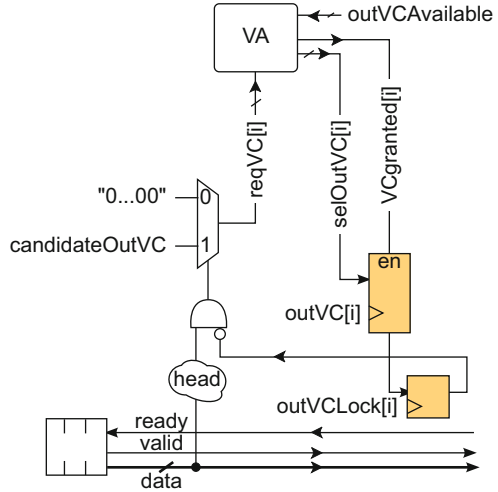 outVCAvailable
VA
reqVC[i]
selOutVC[i]
VCgranted[i]
"0...00"
0
candidateOutVC
1
en
outVC[i]
head
outVCLock[i]
ready
valid
data